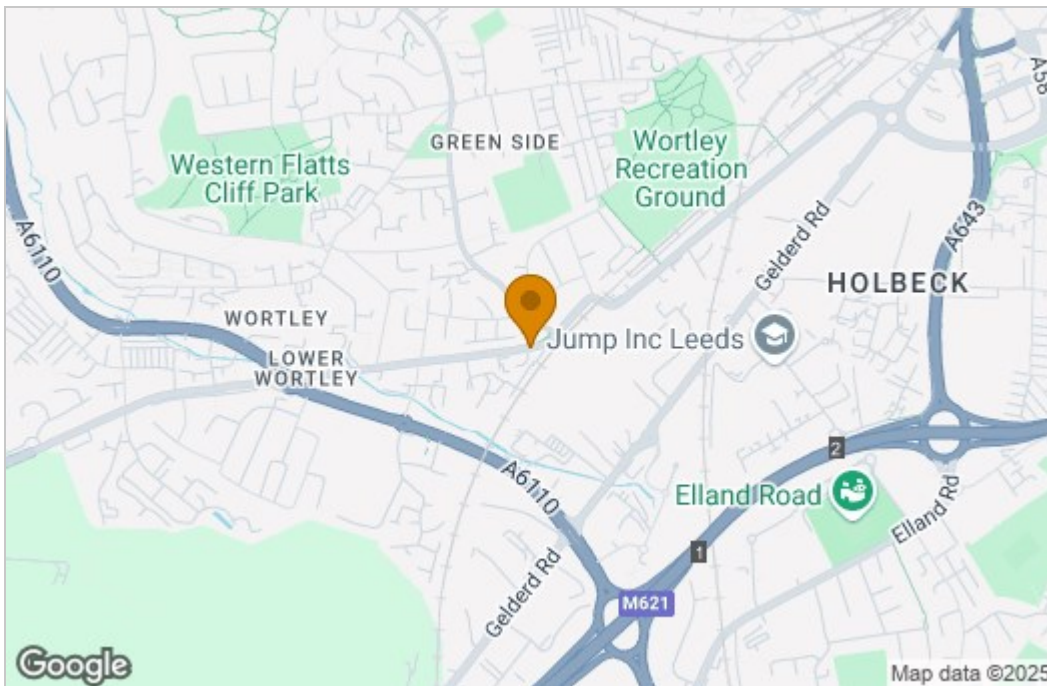 GREEN SIDE
Western Flatts
Cliff Park
Wortley
Recreation
Ground
A58
A6110
A643
Gelderd Rd
HOLBECK
WORTLEY
Jump Inc Leeds
LOWER
WORTLEY
2
A6110
Elland Road
Elland Rd
1
Gelderd Rd
M621
Google
Map data ©2025